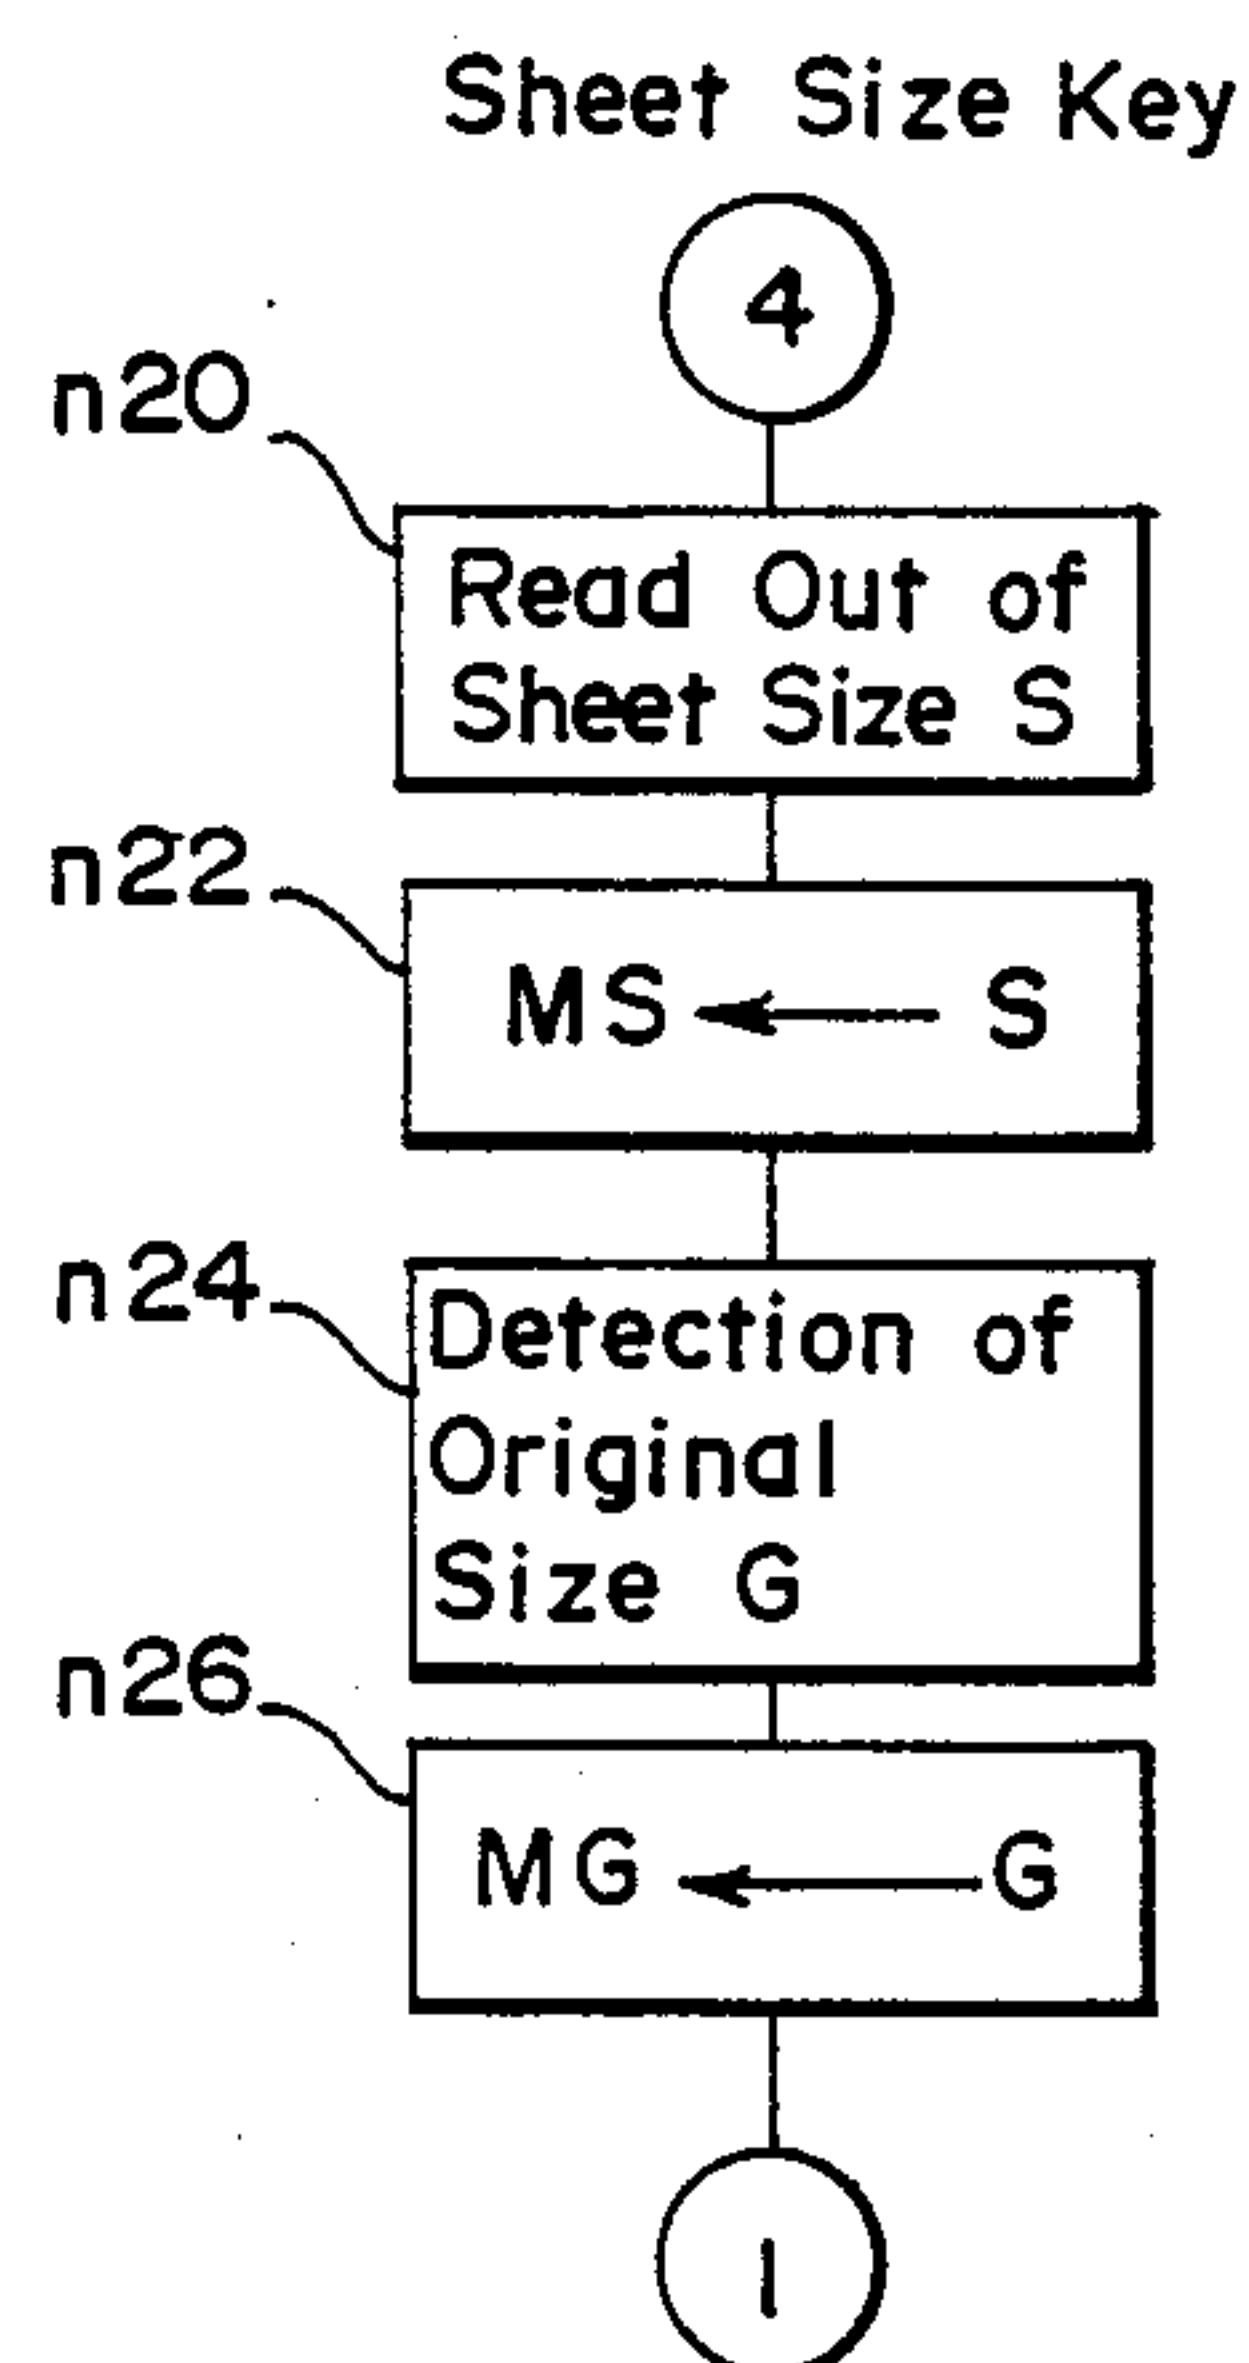 Sheet Size Key
4
n20
Read Out of
Sheet Size S
n22
MS ← S
n24
Detection of
Original
Size G
n26
MG ← G
1